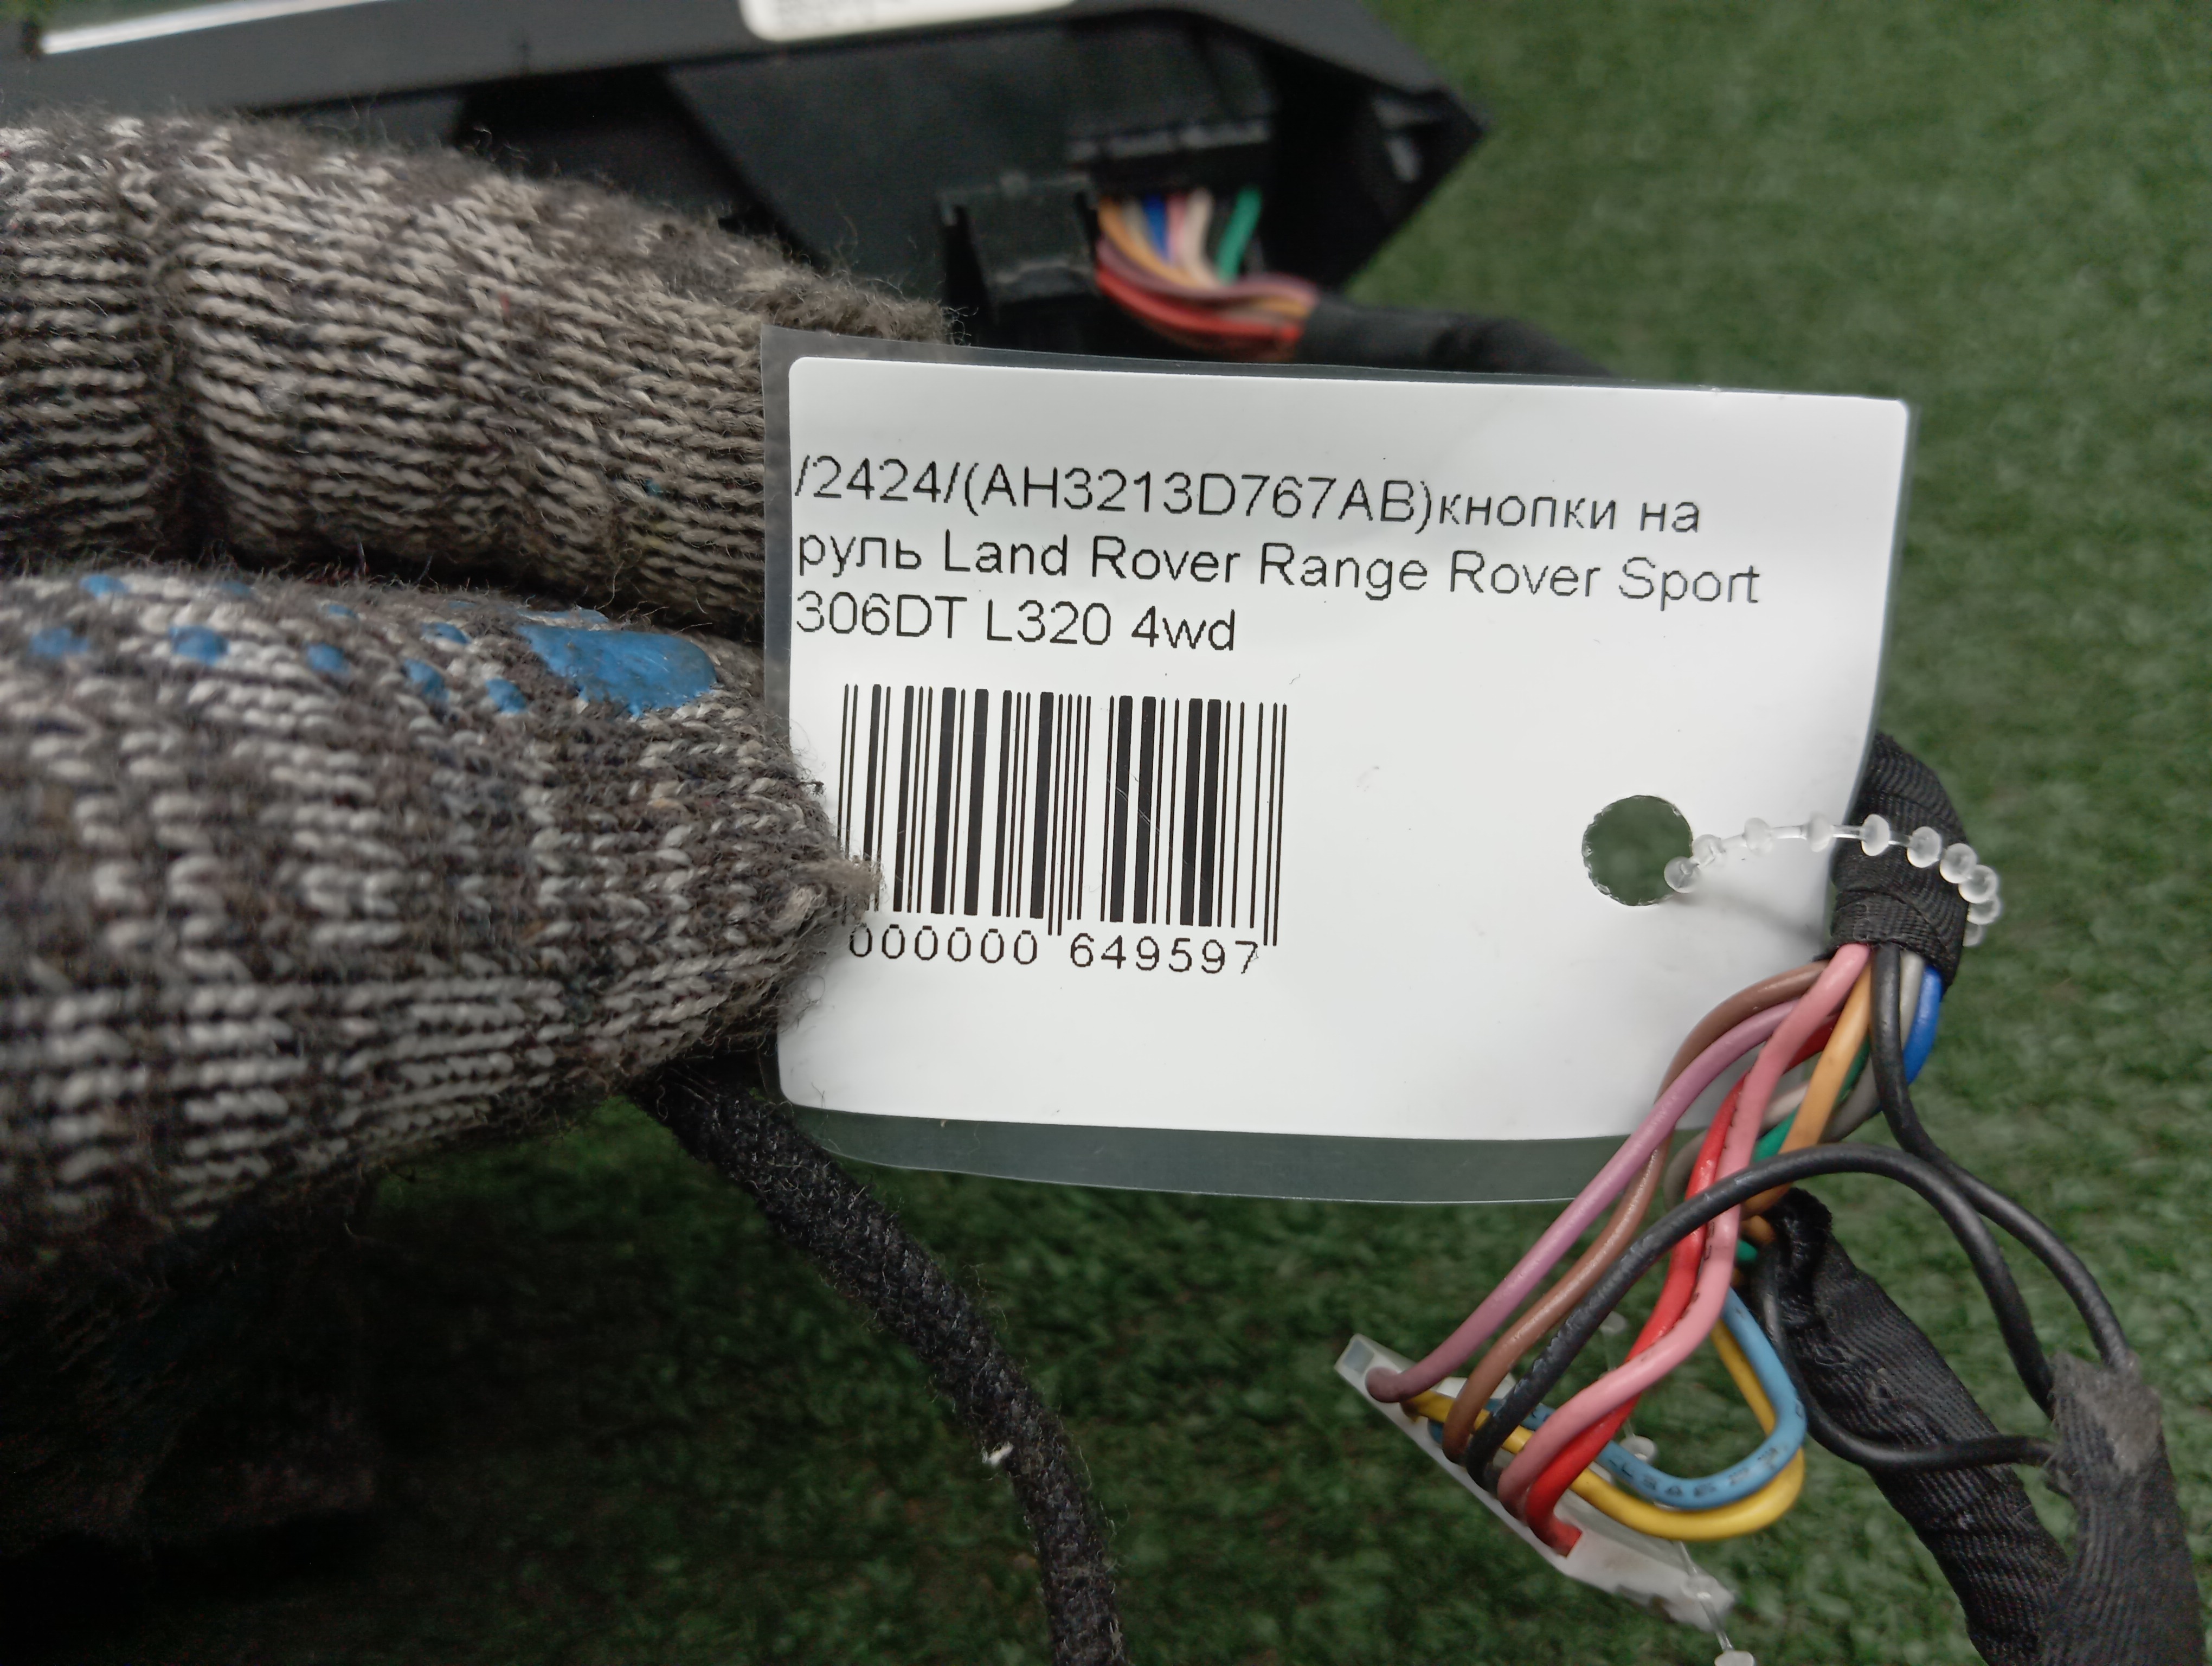 /2424/(AH3213D767AB)кнопки на
руль Land Rover Range Rover Sport
306DT L320 4wd
000000 649597